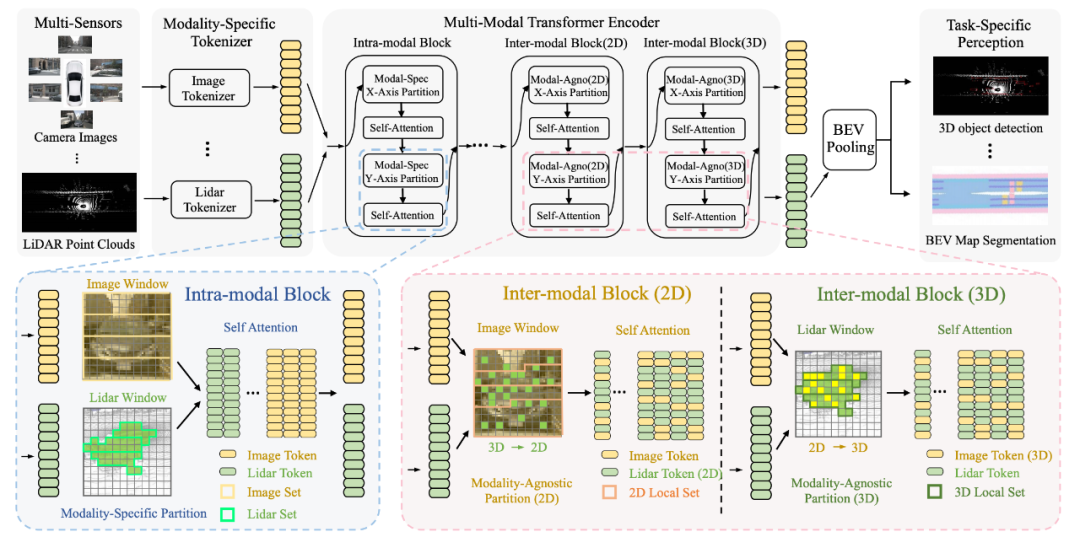 Multi-Sensors
Camera Images
LiDAR Point Clouds
Modality-Specific
Tokenizer
Image
Tokenizer
Lidar
Tokenizer
Multi-Modal Transformer Encoder
Intra-modal Block
Modal-Spec
X-Axis Partition
Self-Attention
Modal-Spec
Y-Axis Partition
Self-Attention
Inter-modal Block(2D)
Modal-Agno(2D)
X-Axis Partition
Self-Attention
Modal-Agno(2D)
Y-Axis Partition
Self-Attention
Inter-modal Block(3D)
Modal-Agno(3D)
X-Axis Partition
Self-Attention
Modal-Agno(3D)
Y-Axis Partition
Self-Attention
BEV
Pooling
Task-Specific
Perception
3D object detection
BEV Map Segmentation
Image Window
Intra-modal Block
Self Attention
Lidar Window
Image Token
Lidar Token
Image Set
Lidar Set
Modality-Specific Partition
Inter-modal Block (2D)
Image Window
Self Attention
3D → 2D
Modality-Agnostic
Partition (2D)
Image Token
Lidar Token (2D)
2D Local Set
Inter-modal Block (3D)
Lidar Window
Self Attention
2D → 3D
Modality-Agnostic
Partition (3D)
Image Token (3D)
Lidar Token
3D Local Set